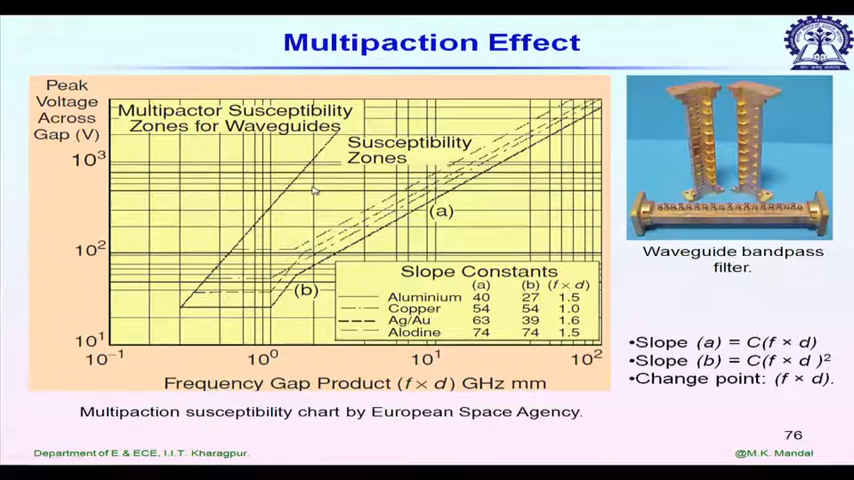 Multipaction Effect
Peak
Voltage
Across
Gap (V)
Multipactor Susceptibility
Zones for Waveguides
Susceptibility
Zones
10³
10²
10¹
(a)
(b)
Slope Constants
(a) (b) (f × d)
Aluminium 40 27 1.5
Copper 54 54 1.0
Ag/Au 63 39 1.6
Alodine 74 74 1.5
10⁻¹ 10⁰ 10¹ 10²
Frequency Gap Product (f × d) GHz mm
Multipaction susceptibility chart by European Space Agency.
Waveguide bandpass
filter.
•Slope (a) = C(f × d)
•Slope (b) = C(f × d )²
•Change point: (f × d).
76
Department of E & ECE, I.I.T. Kharagpur.
@M.K. Mandal